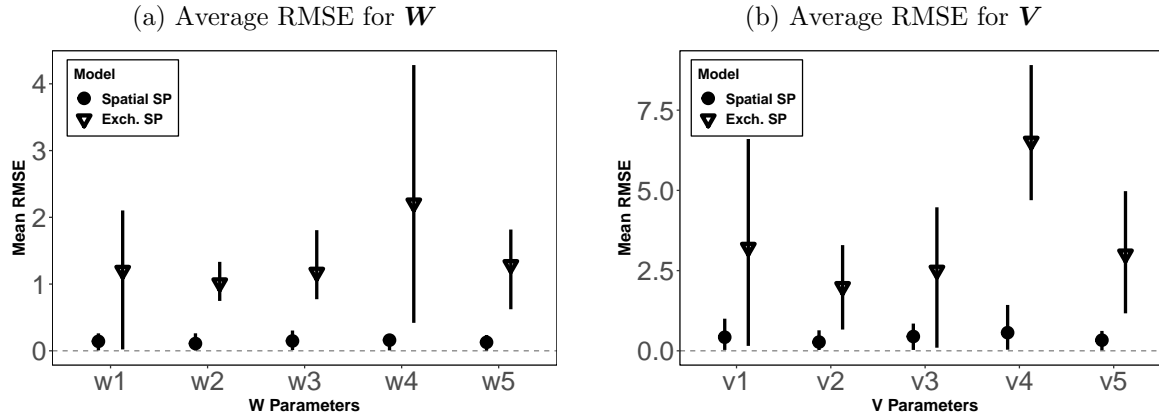 (a) Average RMSE for W
4
3
2
1
0
Mean RMSE
Model
Spatial SP
Exch. SP
w1 w2 w3 w4 w5
W Parameters
(b) Average RMSE for V
7.5
5.0
2.5
0.0
Mean RMSE
Model
Spatial SP
Exch. SP
v1 v2 v3 v4 v5
V Parameters